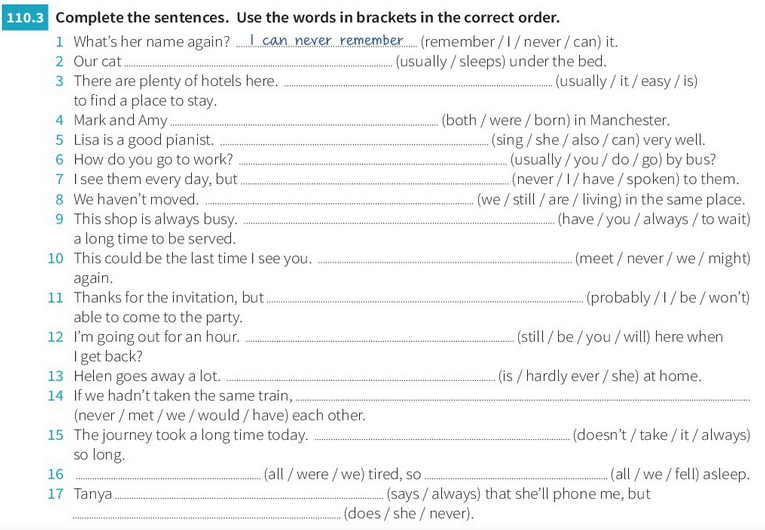 110.3 Complete the sentences. Use the words in brackets in the correct order.
1 What's her name again? I can never remember (remember / I / never / can) it.
2 Our cat (usually / sleeps) under the bed.
3 There are plenty of hotels here. (usually / it / easy / is)
to find a place to stay.
4 Mark and Amy (both / were / born) in Manchester.
5 Lisa is a good pianist. (sing / she / also / can) very well.
6 How do you go to work? (usually / you / do / go) by bus?
7 I see them every day, but (never / I / have / spoken) to them.
8 We haven't moved. (we / still / are / living) in the same place.
9 This shop is always busy. (have / you / always / to wait)
a long time to be served.
10 This could be the last time I see you. (meet / never / we / might)
again.
11 Thanks for the invitation, but (probably / I / be / won't)
able to come to the party.
12 I'm going out for an hour. (still / be / you / will) here when
I get back?
13 Helen goes away a lot. (is / hardly ever / she) at home.
14 If we hadn't taken the same train,
(never / met / we / would / have) each other.
15 The journey took a long time today. (doesn't / take / it / always)
so long.
16 (all / were / we) tired, so (all / we / fell) asleep.
17 Tanya (says / always) that she'll phone me, but
(does / she / never).